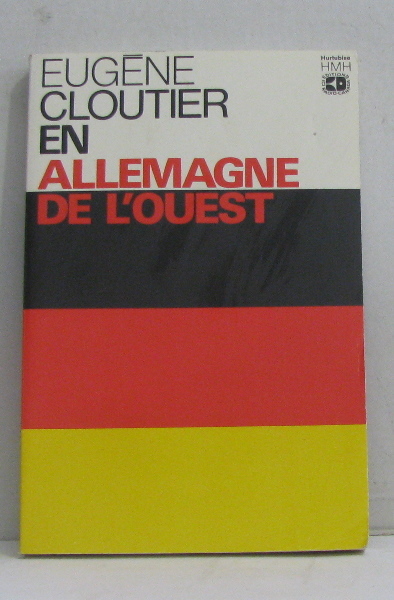 EUGÈNE
CLOUTIER
EN
ALLEMAGNE
DE L'OUEST
Hurtubise
HMH